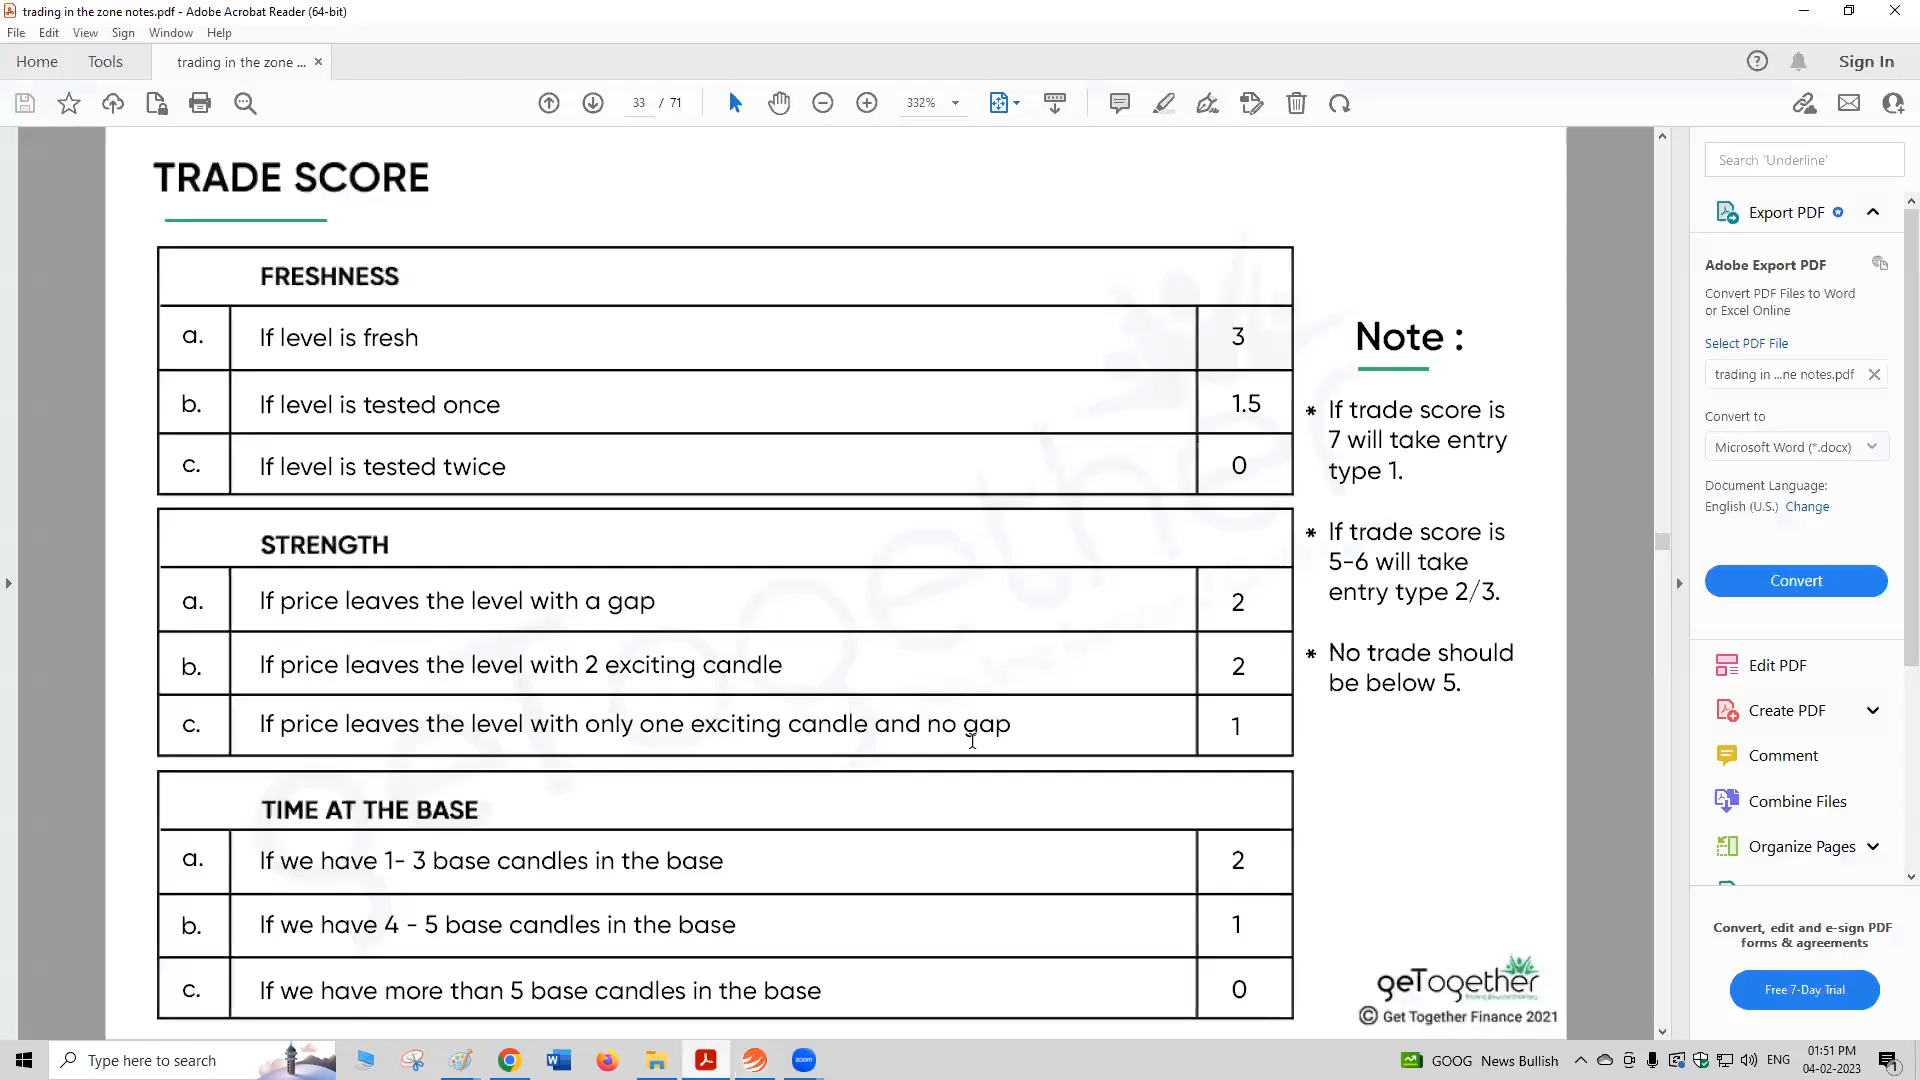 trading in the zone notes.pdf - Adobe Acrobat Reader (64-bit)
File Edit View Sign Window Help
Home Tools trading in the zone ... × Sign In
33 / 71 332%
TRADE SCORE
FRESHNESS
a. If level is fresh 3
b. If level is tested once 1.5
c. If level is tested twice 0
STRENGTH
a. If price leaves the level with a gap 2
b. If price leaves the level with 2 exciting candle 2
c. If price leaves the level with only one exciting candle and no gap 1
TIME AT THE BASE
a. If we have 1- 3 base candles in the base 2
b. If we have 4 - 5 base candles in the base 1
c. If we have more than 5 base candles in the base 0
Note :
* If trade score is
7 will take entry
type 1.
* If trade score is
5-6 will take
entry type 2/3.
* No trade should
be below 5.
geTogether
© Get Together Finance 2021
Search 'Underline'
Export PDF
Adobe Export PDF
Convert PDF Files to Word
or Excel Online
Select PDF File
trading in ...ne notes.pdf
Convert to
Microsoft Word (*.docx)
Document Language:
English (U.S.) Change
Convert
Edit PDF
Create PDF
Comment
Combine Files
Organize Pages
Convert, edit and e-sign PDF
forms & agreements
Free 7-Day Trial
Type here to search
zoom
GOOG News Bullish
ENG
01:51 PM
04-02-2023
1